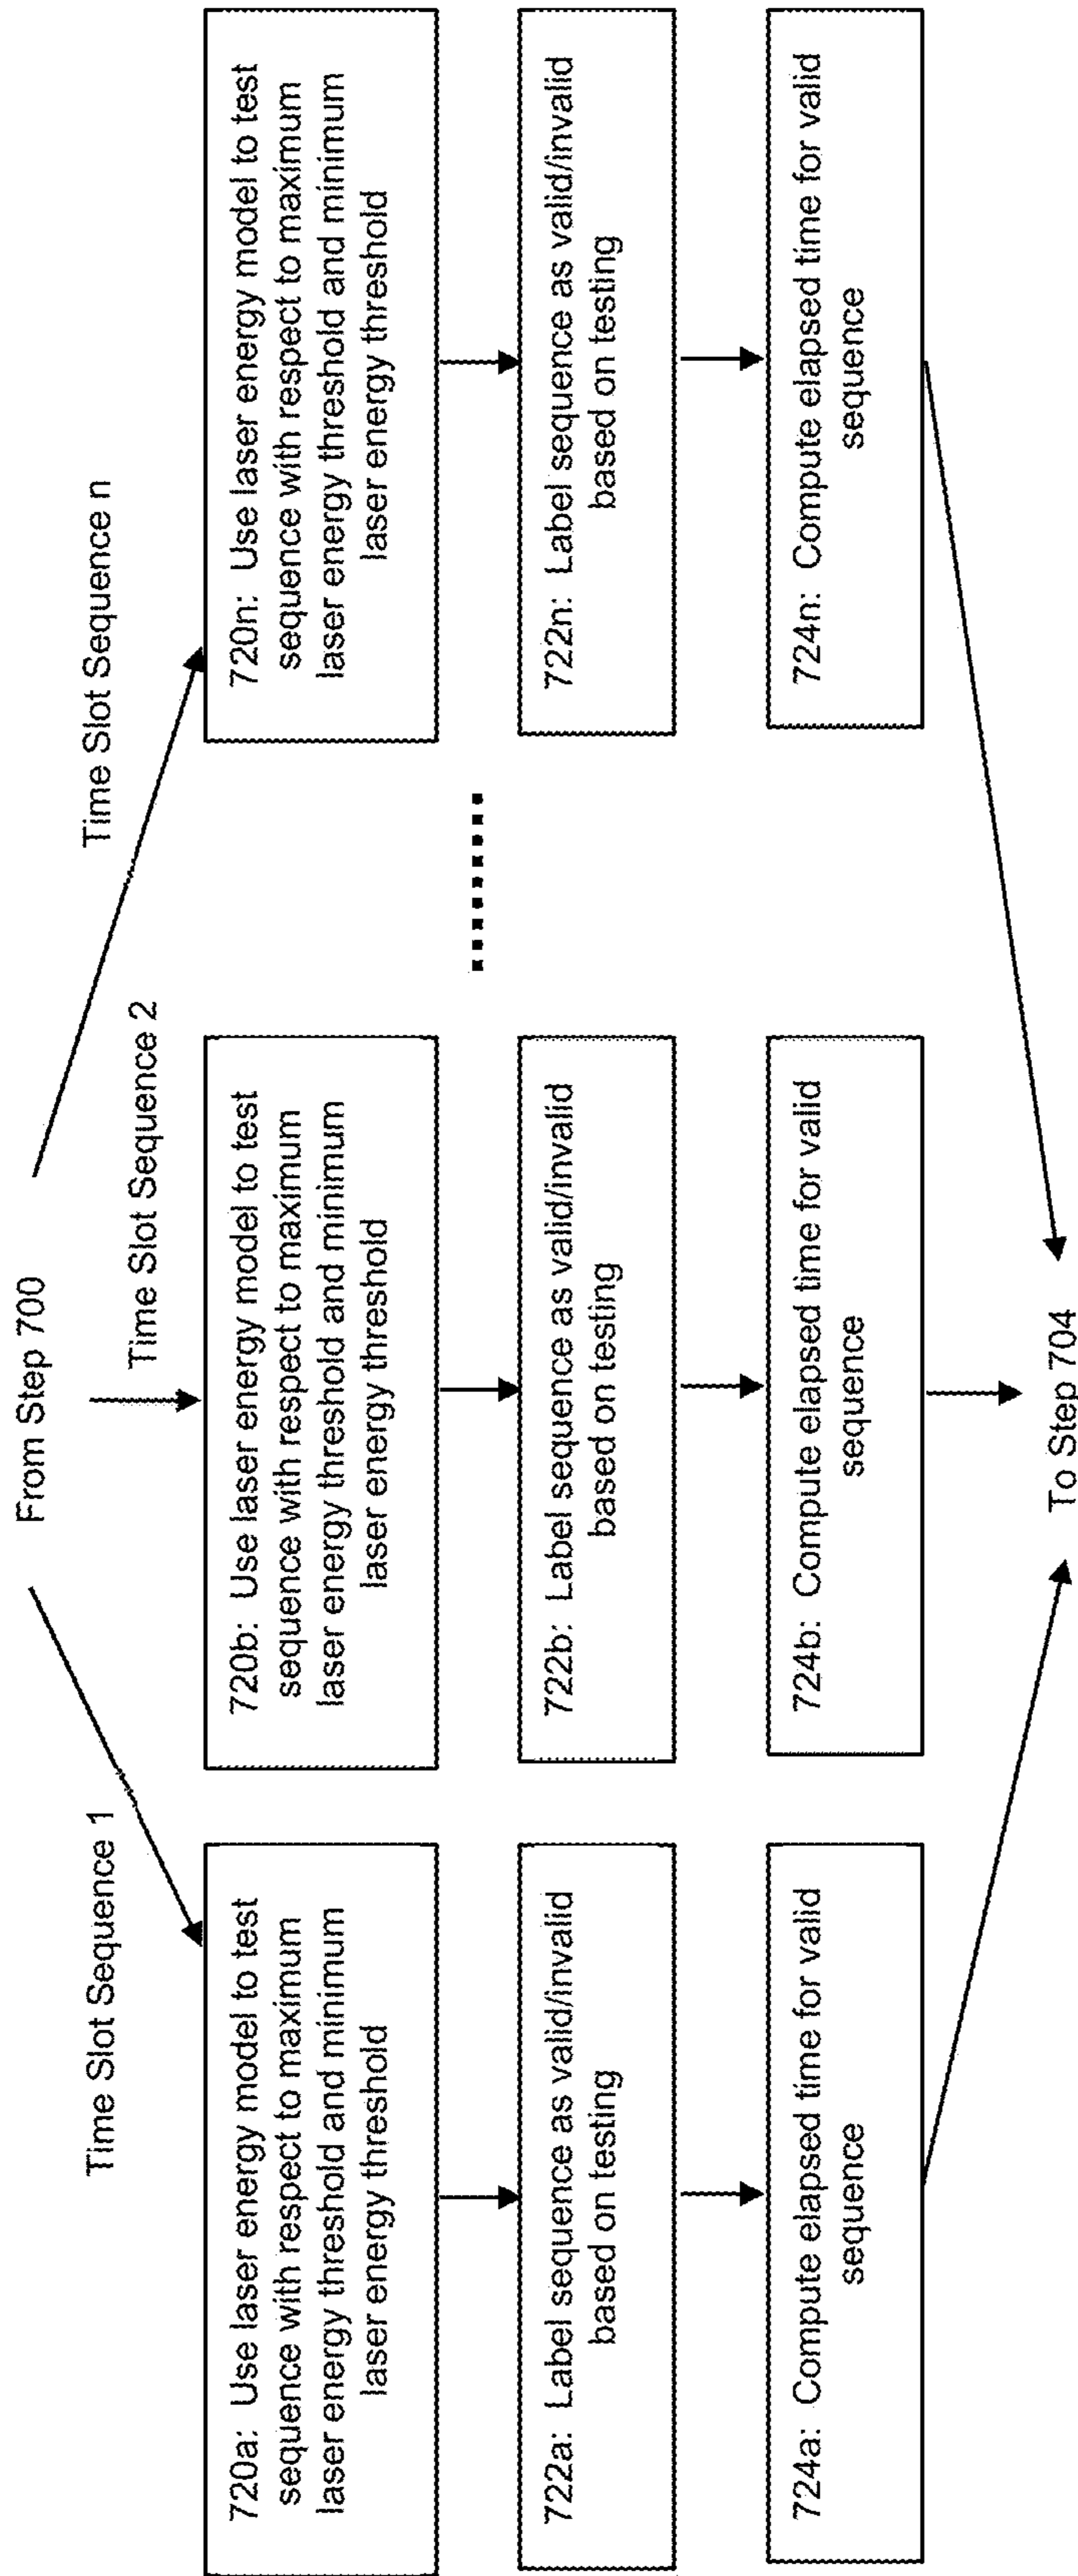 From Step 700
Time Slot Sequence 1
Time Slot Sequence 2
Time Slot Sequence n
720a: Use laser energy model to test
sequence with respect to maximum
laser energy threshold and minimum
laser energy threshold
722a: Label sequence as valid/invalid
based on testing
724a: Compute elapsed time for valid
sequence
720b: Use laser energy model to test
sequence with respect to maximum
laser energy threshold and minimum
laser energy threshold
722b: Label sequence as valid/invalid
based on testing
724b: Compute elapsed time for valid
sequence
720n: Use laser energy model to test
sequence with respect to maximum
laser energy threshold and minimum
laser energy threshold
722n: Label sequence as valid/invalid
based on testing
724n: Compute elapsed time for valid
sequence
To Step 704